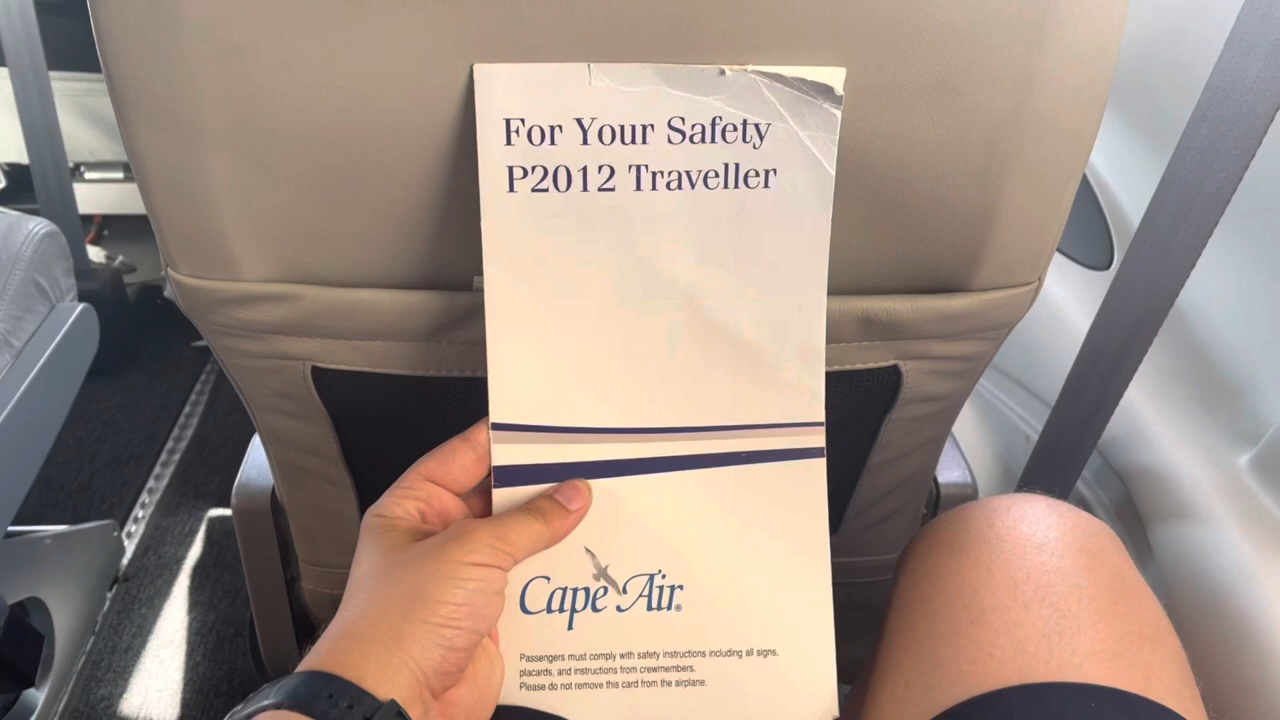 For Your Safety
P2012 Traveller
Cape Air®
Passengers must comply with safety instructions including all signs,
placards, and instructions from crewmembers.
Please do not remove this card from the airplane.